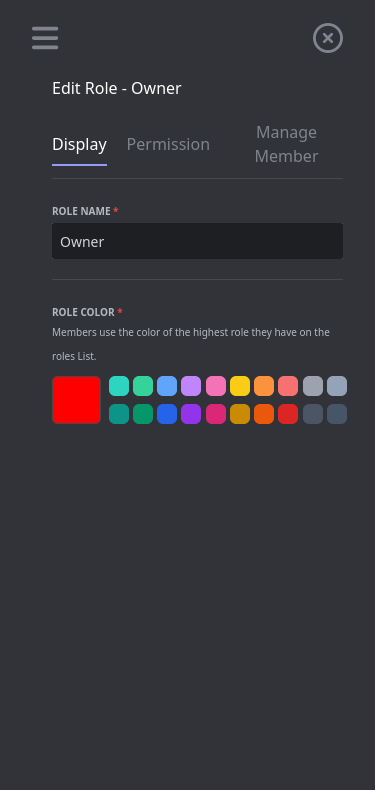 Edit Role - Owner
Display
Permission
Manage
Member
ROLE NAME *
Owner
ROLE COLOR *
Members use the color of the highest role they have on the
roles List.